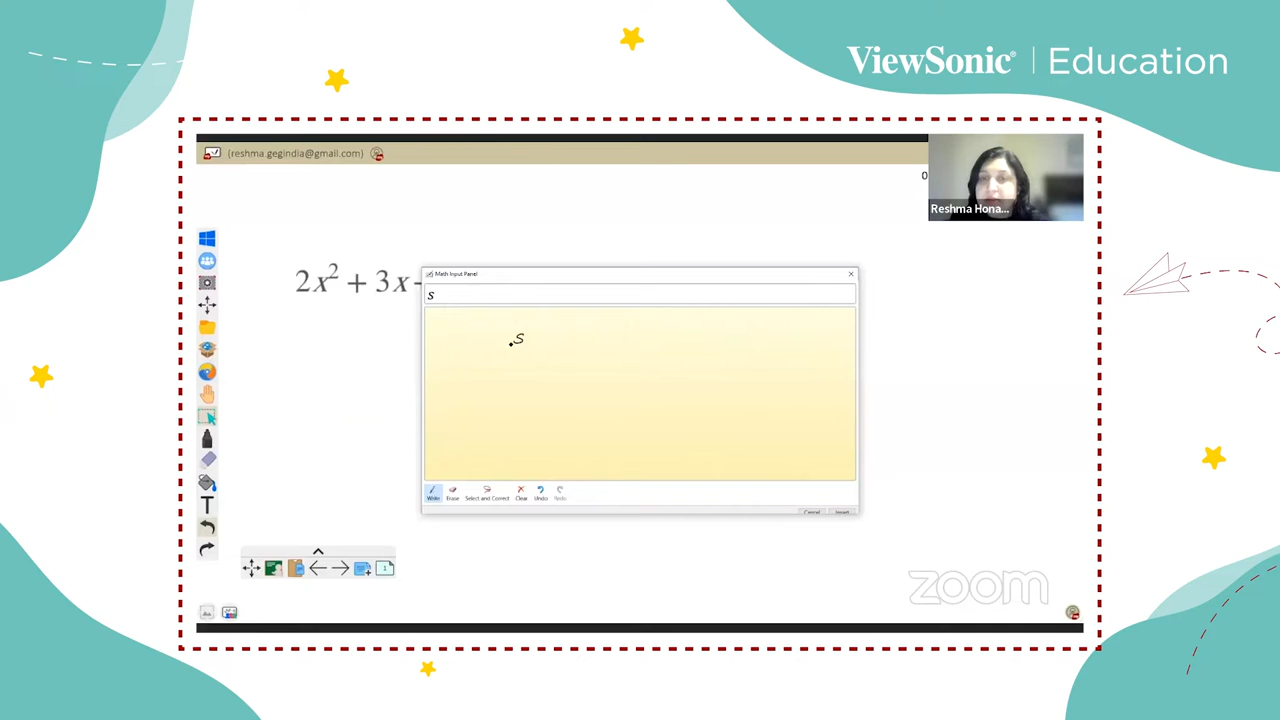 ViewSonic® | Education
(reshma.gegindia@gmail.com)
0
Reshma Hona...
2x² + 3x -
Math Input Panel
s
s
Write Erase Select and Correct Clear Undo Redo
Cancel Insert
T
1
zoom